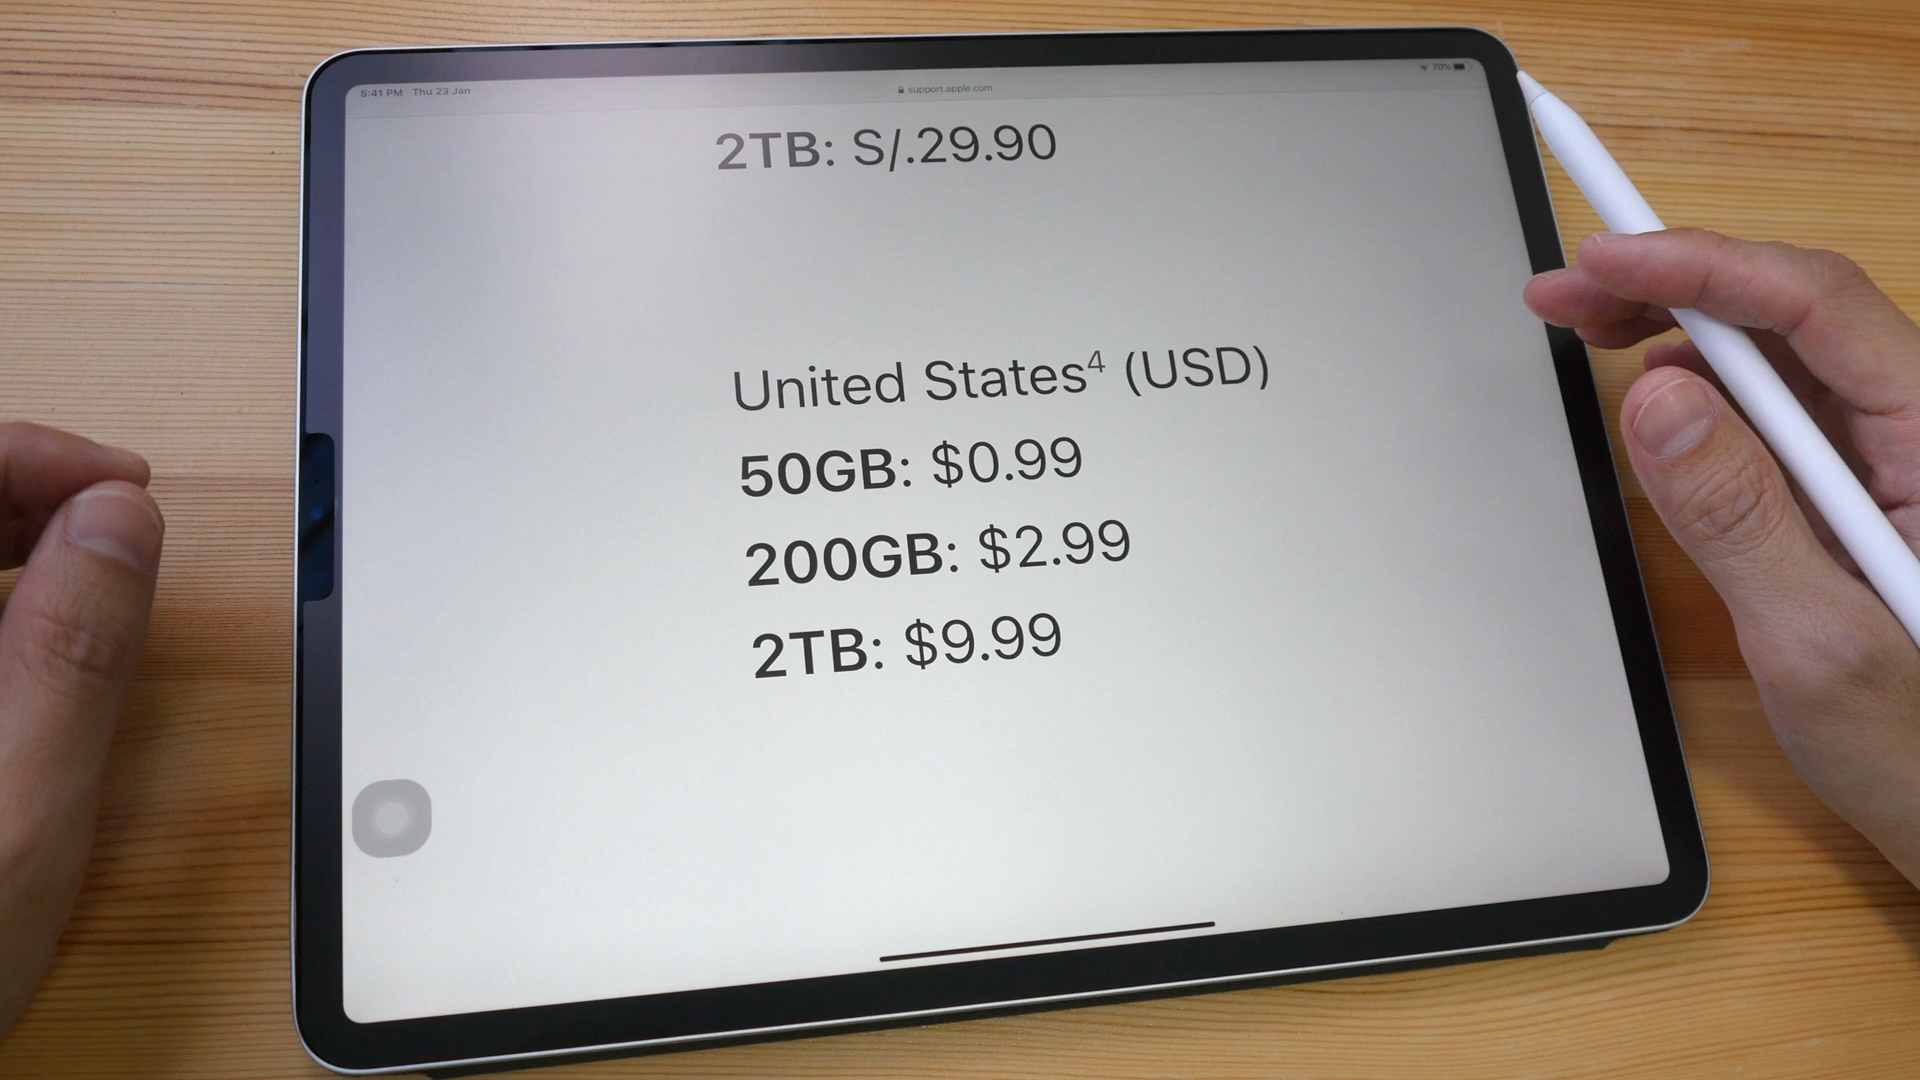 5:41 PM Thu 23 Jan
support.apple.com
70%
2TB: S/.29.90
United States4 (USD)
50GB: $0.99
200GB: $2.99
2TB: $9.99